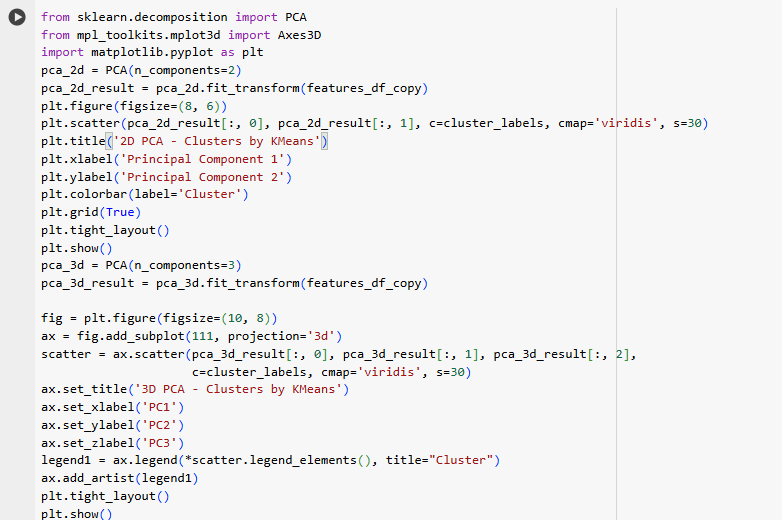 from sklearn.decomposition import PCA
from mpl_toolkits.mplot3d import Axes3D
import matplotlib.pyplot as plt
pca_2d = PCA(n_components=2)
pca_2d_result = pca_2d.fit_transform(features_df_copy)
plt.figure(figsize=(8, 6))
plt.scatter(pca_2d_result[:, 0], pca_2d_result[:, 1], c=cluster_labels, cmap='viridis', s=30)
plt.title('2D PCA - Clusters by KMeans')
plt.xlabel('Principal Component 1')
plt.ylabel('Principal Component 2')
plt.colorbar(label='Cluster')
plt.grid(True)
plt.tight_layout()
plt.show()
pca_3d = PCA(n_components=3)
pca_3d_result = pca_3d.fit_transform(features_df_copy)

fig = plt.figure(figsize=(10, 8))
ax = fig.add_subplot(111, projection='3d')
scatter = ax.scatter(pca_3d_result[:, 0], pca_3d_result[:, 1], pca_3d_result[:, 2],
                     c=cluster_labels, cmap='viridis', s=30)
ax.set_title('3D PCA - Clusters by KMeans')
ax.set_xlabel('PC1')
ax.set_ylabel('PC2')
ax.set_zlabel('PC3')
legend1 = ax.legend(*scatter.legend_elements(), title="Cluster")
ax.add_artist(legend1)
plt.tight_layout()
plt.show()